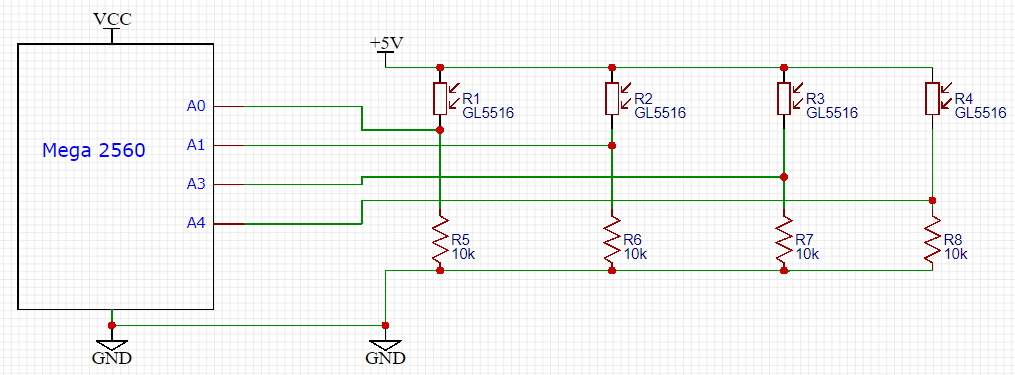 VCC
+5V
A0
A1
A3
A4
Mega 2560
R1
GL5516
R2
GL5516
R3
GL5516
R4
GL5516
R5
10k
R6
10k
R7
10k
R8
10k
GND
GND